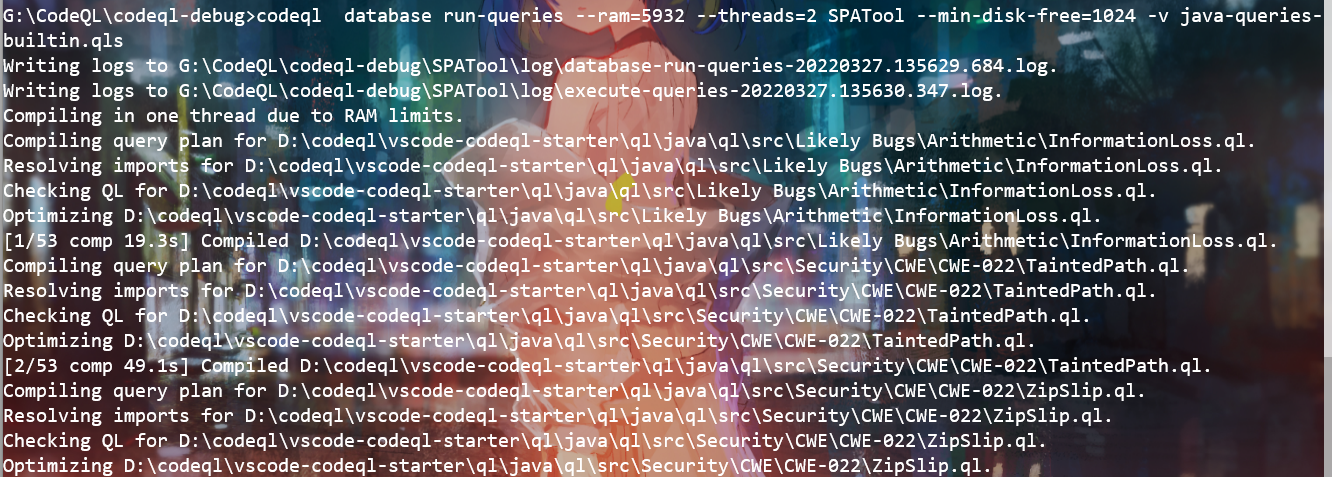 G:\CodeQL\codeql-debug>codeql  database run-queries --ram=5932 --threads=2 SPATool --min-disk-free=1024 -v java-queries-
builtin.qls
Writing logs to G:\CodeQL\codeql-debug\SPATool\log\database-run-queries-20220327.135629.684.log.
Writing logs to G:\CodeQL\codeql-debug\SPATool\log\execute-queries-20220327.135630.347.log.
Compiling in one thread due to RAM limits.
Compiling query plan for D:\codeql\vscode-codeql-starter\ql\java\ql\src\Likely Bugs\Arithmetic\InformationLoss.ql.
Resolving imports for D:\codeql\vscode-codeql-starter\ql\java\ql\src\Likely Bugs\Arithmetic\InformationLoss.ql.
Checking QL for D:\codeql\vscode-codeql-starter\ql\java\ql\src\Likely Bugs\Arithmetic\InformationLoss.ql.
Optimizing D:\codeql\vscode-codeql-starter\ql\java\ql\src\Likely Bugs\Arithmetic\InformationLoss.ql.
[1/53 comp 19.3s] Compiled D:\codeql\vscode-codeql-starter\ql\java\ql\src\Likely Bugs\Arithmetic\InformationLoss.ql.
Compiling query plan for D:\codeql\vscode-codeql-starter\ql\java\ql\src\Security\CWE\CWE-022\TaintedPath.ql.
Resolving imports for D:\codeql\vscode-codeql-starter\ql\java\ql\src\Security\CWE\CWE-022\TaintedPath.ql.
Checking QL for D:\codeql\vscode-codeql-starter\ql\java\ql\src\Security\CWE\CWE-022\TaintedPath.ql.
Optimizing D:\codeql\vscode-codeql-starter\ql\java\ql\src\Security\CWE\CWE-022\TaintedPath.ql.
[2/53 comp 49.1s] Compiled D:\codeql\vscode-codeql-starter\ql\java\ql\src\Security\CWE\CWE-022\TaintedPath.ql.
Compiling query plan for D:\codeql\vscode-codeql-starter\ql\java\ql\src\Security\CWE\CWE-022\ZipSlip.ql.
Resolving imports for D:\codeql\vscode-codeql-starter\ql\java\ql\src\Security\CWE\CWE-022\ZipSlip.ql.
Checking QL for D:\codeql\vscode-codeql-starter\ql\java\ql\src\Security\CWE\CWE-022\ZipSlip.ql.
Optimizing D:\codeql\vscode-codeql-starter\ql\java\ql\src\Security\CWE\CWE-022\ZipSlip.ql.